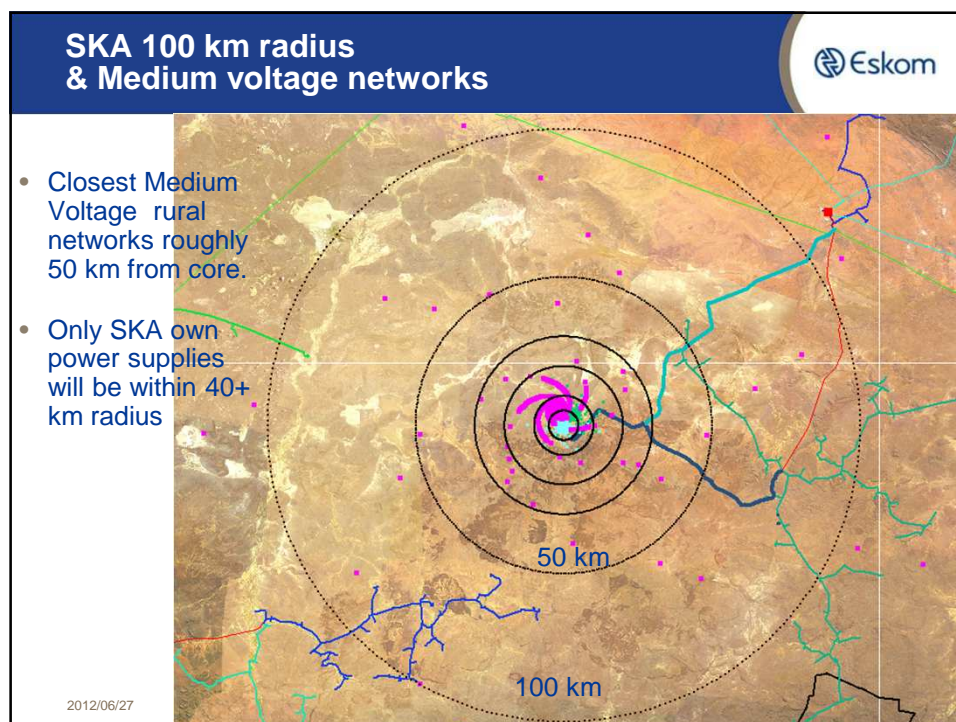 SKA 100 km radius
& Medium voltage networks
Eskom
• Closest Medium
Voltage rural
networks roughly
50 km from core.
• Only SKA own
power supplies
will be within 40+
km radius
50 km
100 km
2012/06/27